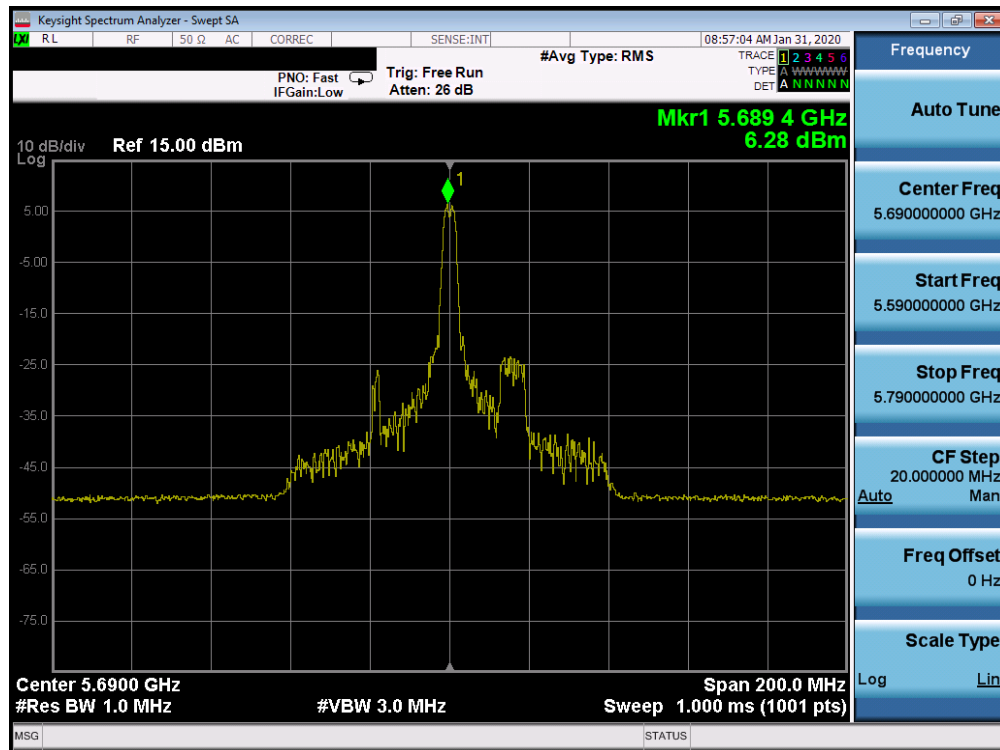 Keysight Spectrum Analyzer - Swept SA
LXI RL RF 50 Ω AC CORREC SENSE:INT 08:57:04 AM Jan 31, 2020
#Avg Type: RMS TRACE 1 2 3 4 5 6
PNO: Fast Trig: Free Run TYPE A WWWWW
IFGain:Low Atten: 26 dB DET A N N N N N
Mkr1 5.689 4 GHz
6.28 dBm
10 dB/div Ref 15.00 dBm
Log
1
5.00
-5.00
-15.0
-25.0
-35.0
-45.0
-55.0
-65.0
-75.0
Center 5.6900 GHz Span 200.0 MHz
#Res BW 1.0 MHz #VBW 3.0 MHz Sweep 1.000 ms (1001 pts)
MSG STATUS
Frequency
Auto Tune
Center Freq
5.690000000 GHz
Start Freq
5.590000000 GHz
Stop Freq
5.790000000 GHz
CF Step
20.000000 MHz
Auto Man
Freq Offset
0 Hz
Scale Type
Log Lin